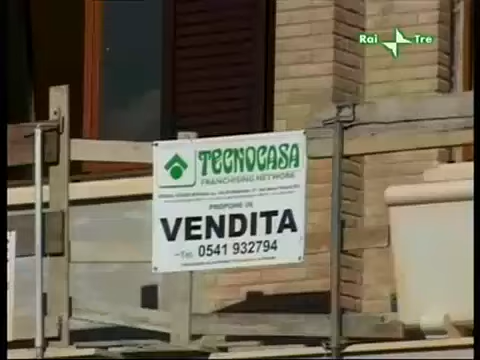 Rai Tre
TECNOCASA
FRANCHISING NETWORK
PROPONE IN
VENDITA
Tel. 0541 932794